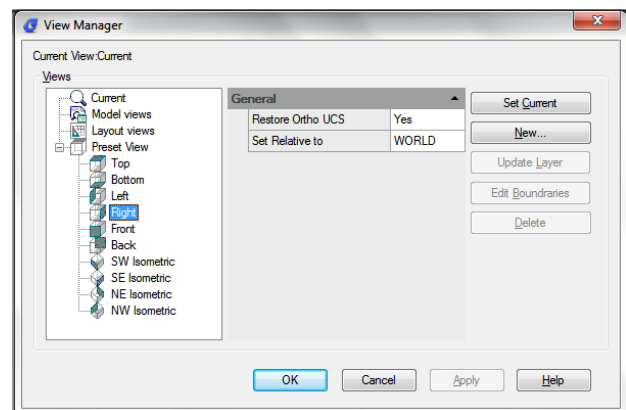 View Manager
Current View:Current
Views
Current
Model views
Layout views
Preset View
Top
Bottom
Left
Right
Front
Back
SW Isometric
SE Isometric
NE Isometric
NW Isometric
General
Restore Ortho UCS Yes
Set Relative to WORLD
Set Current
New...
Update Layer
Edit Boundraries
Delete
OK
Cancel
Apply
Help